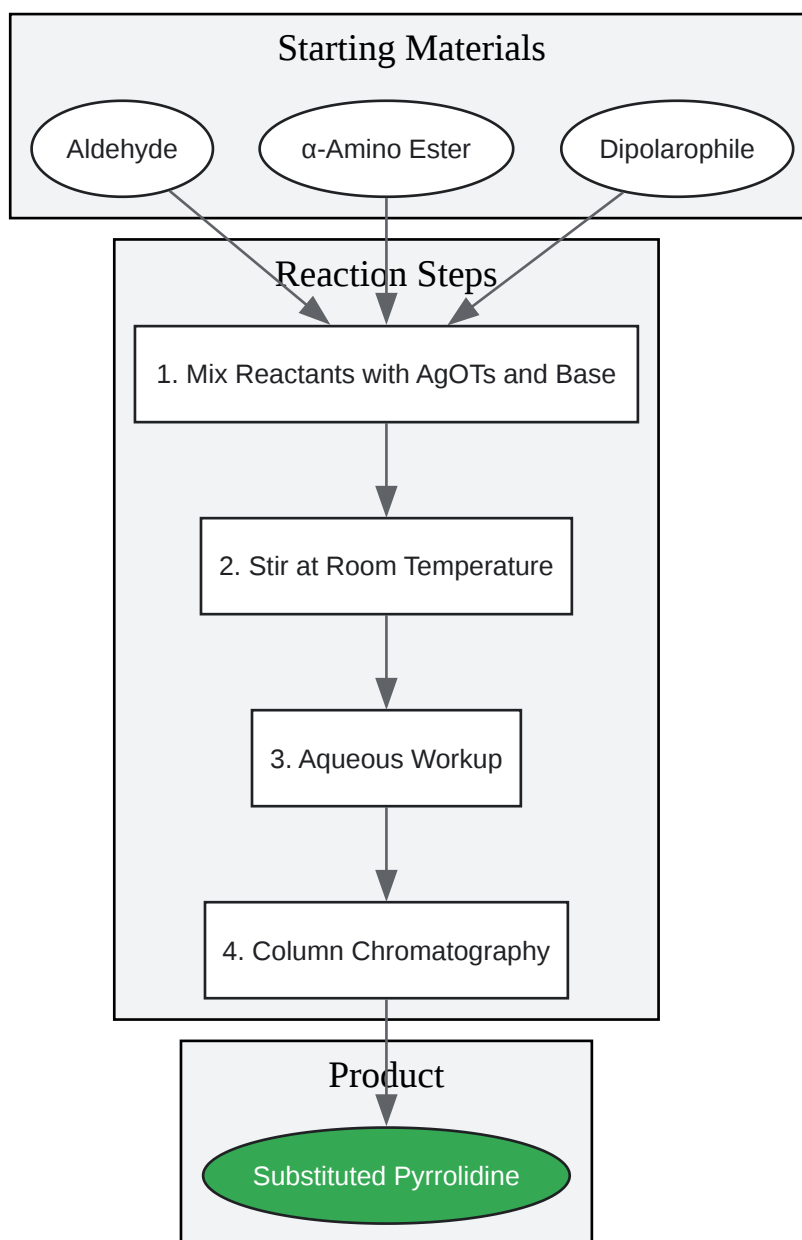 Starting Materials
Aldehyde
α-Amino Ester
Dipolarophile
Reaction Steps
1. Mix Reactants with AgOTs and Base
2. Stir at Room Temperature
3. Aqueous Workup
4. Column Chromatography
Product
Substituted Pyrrolidine